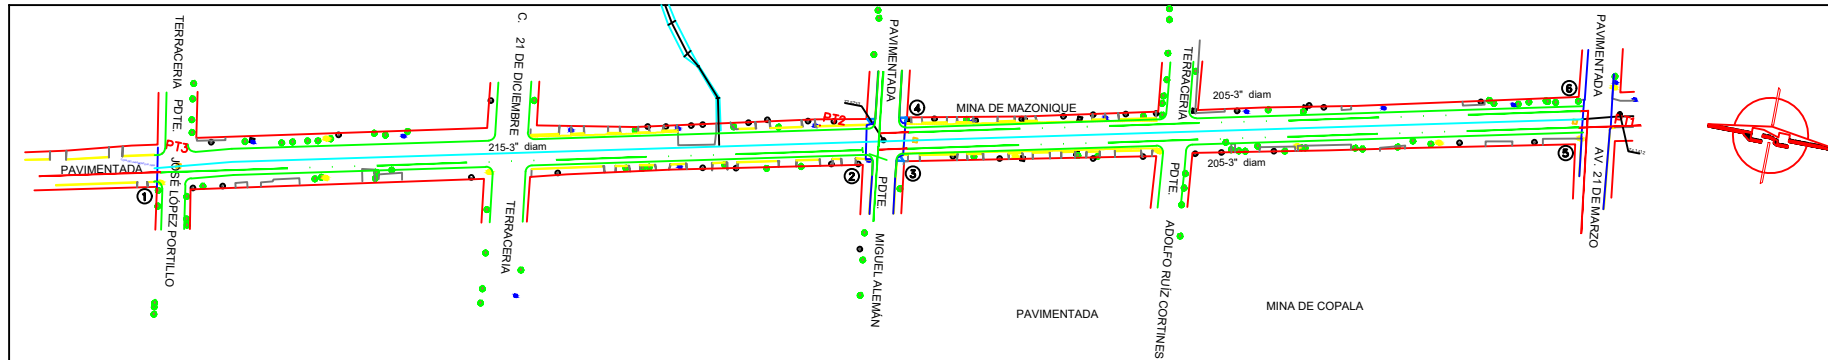 TERRACERIA PDTE. JOSÉ LÓPEZ PORTILLO
PT3
PAVIMENTADA
1
C. 21 DE DICIEMBRE
215-3" diam
TERRACERIA
PT2
2
PAVIMENTADA
PDTE. MIGUEL ALEMÁN
4
3
MINA DE MAZONIQUE
TERRACERIA
PDTE. ADOLFO RUÍZ CORTINES
205-3" diam
205-3" diam
PAVIMENTADA
MINA DE COPALA
6
5
PAVIMENTADA
AV. 21 DE MARZO